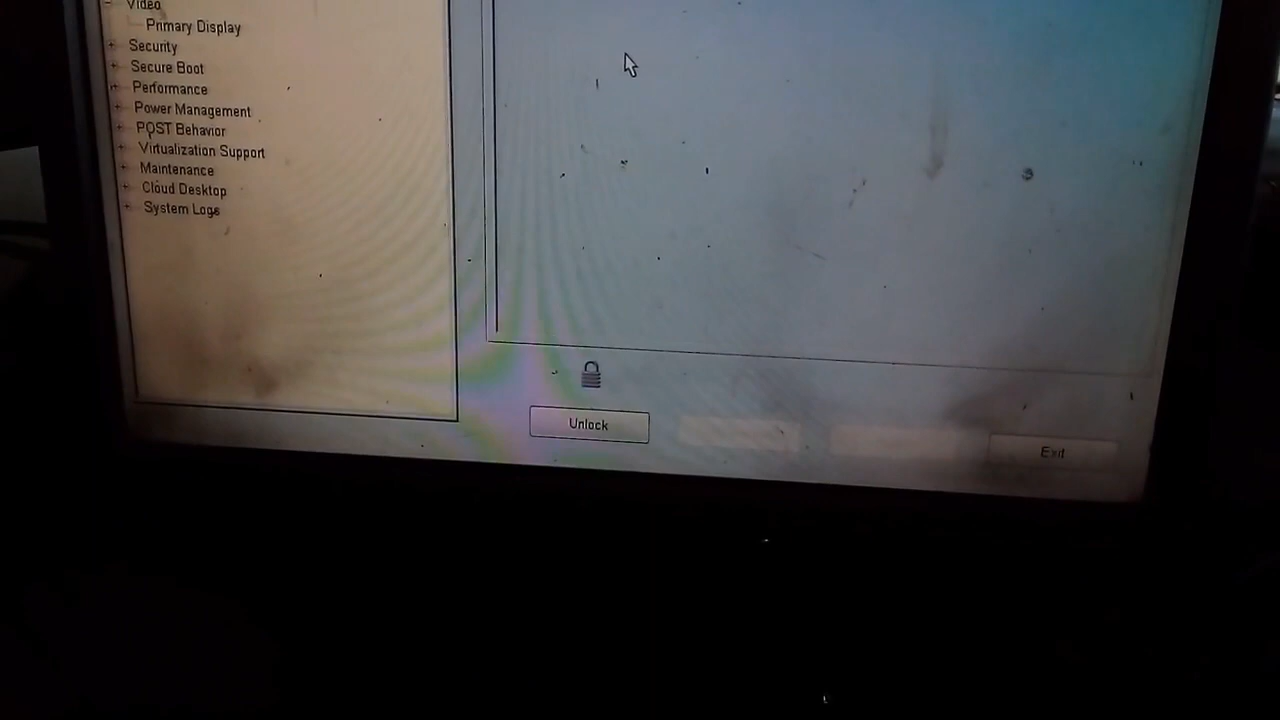 Video
Primary Display
Security
Secure Boot
Performance
Power Management
POST Behavior
Virtualization Support
Maintenance
Cloud Desktop
System Logs
Unlock
Exit